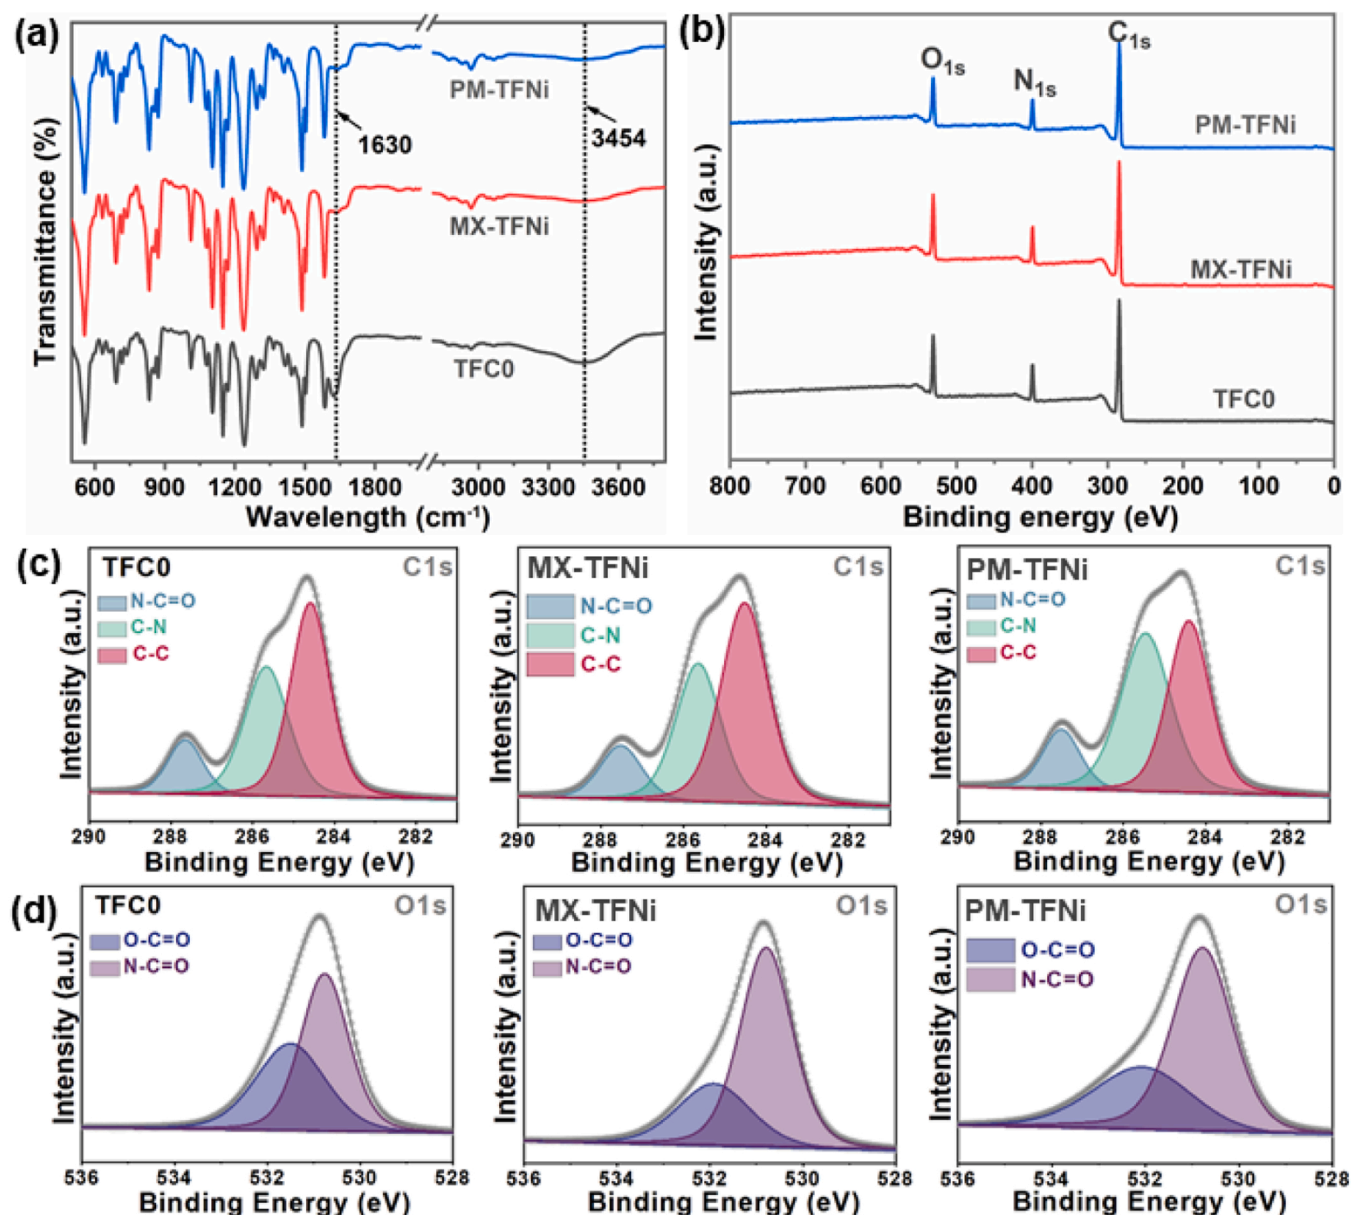 (a)
Transmittance (%)
PM-TFNi
1630
3454
MX-TFNi
TFC0
600 900 1200 1500 1800 3000 3300 3600
Wavelength (cm⁻¹)
(b)
Intensity (a.u.)
O₁s
N₁s
C₁s
PM-TFNi
MX-TFNi
TFC0
800 700 600 500 400 300 200 100 0
Binding energy (eV)
(c)
Intensity (a.u.)
TFC0
C1s
N-C=O
C-N
C-C
290 288 286 284 282
Binding Energy (eV)
Intensity (a.u.)
MX-TFNi
C1s
N-C=O
C-N
C-C
290 288 286 284 282
Binding Energy (eV)
Intensity (a.u.)
PM-TFNi
C1s
N-C=O
C-N
C-C
290 288 286 284 282
Binding Energy (eV)
(d)
Intensity (a.u.)
TFC0
O1s
O-C=O
N-C=O
536 534 532 530 528
Binding Energy (eV)
Intensity (a.u.)
MX-TFNi
O1s
O-C=O
N-C=O
536 534 532 530 528
Binding Energy (eV)
Intensity (a.u.)
PM-TFNi
O1s
O-C=O
N-C=O
536 534 532 530 528
Binding Energy (eV)